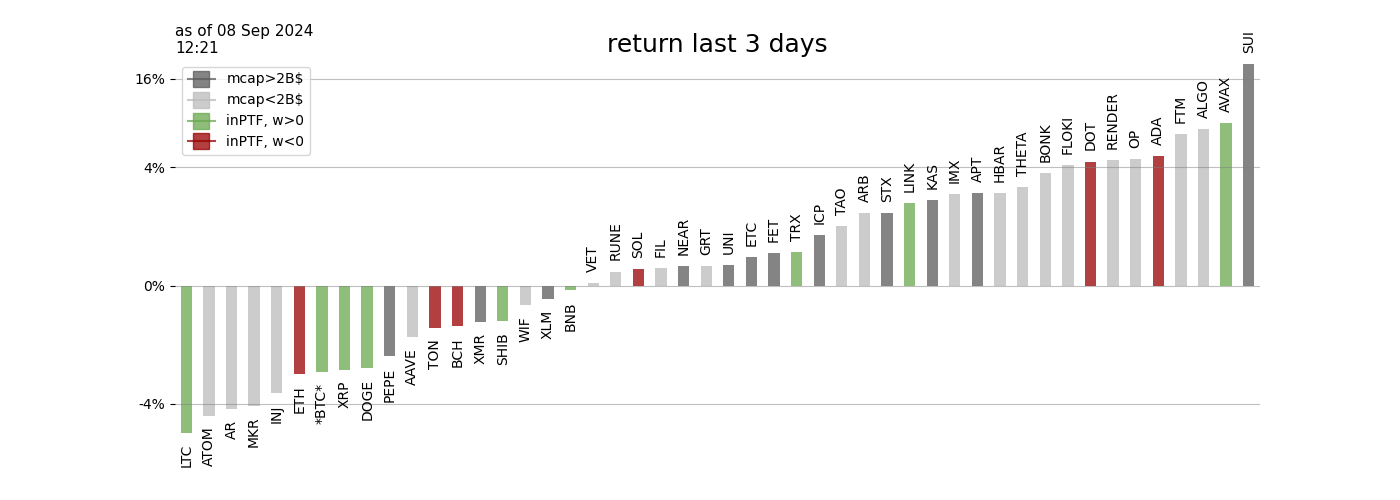 as of 08 Sep 2024
12:21
return last 3 days
mcap>2B$
mcap<2B$
inPTF, w>0
inPTF, w<0
16%
4%
0%
-4%
LTC
ATOM
AR
MKR
INJ
ETH
*BTC*
XRP
DOGE
PEPE
AAVE
TON
BCH
XMR
SHIB
WIF
XLM
BNB
VET
RUNE
SOL
FIL
NEAR
GRT
UNI
ETC
FET
TRX
ICP
TAO
ARB
STX
LINK
KAS
IMX
APT
HBAR
THETA
BONK
FLOKI
DOT
RENDER
OP
ADA
FTM
ALGO
AVAX
SUI